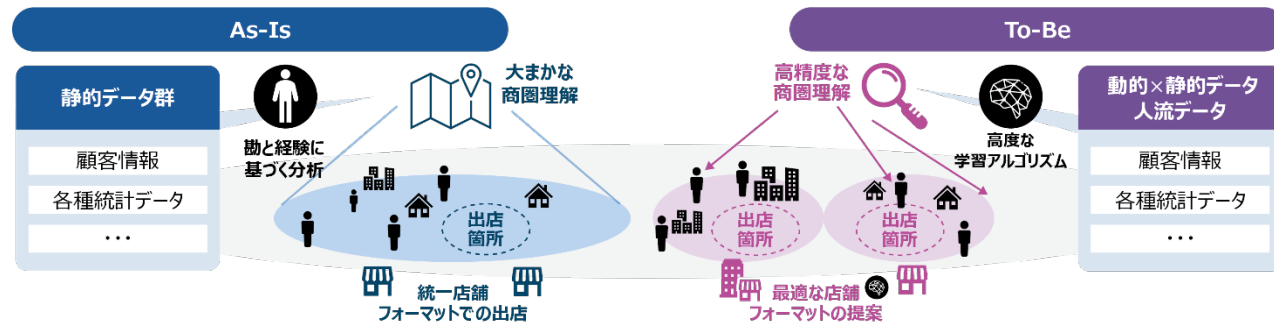 As-Is
静的データ群
顧客情報
各種統計データ
・・・
勘と経験に
基づく分析
大まかな
商圏理解
出店
箇所
統一店舗
フォーマットでの出店
To-Be
高精度な
商圏理解
高度な
学習アルゴリズム
動的×静的データ
人流データ
顧客情報
各種統計データ
・・・
出店
箇所
出店
箇所
最適な店舗
フォーマットの提案